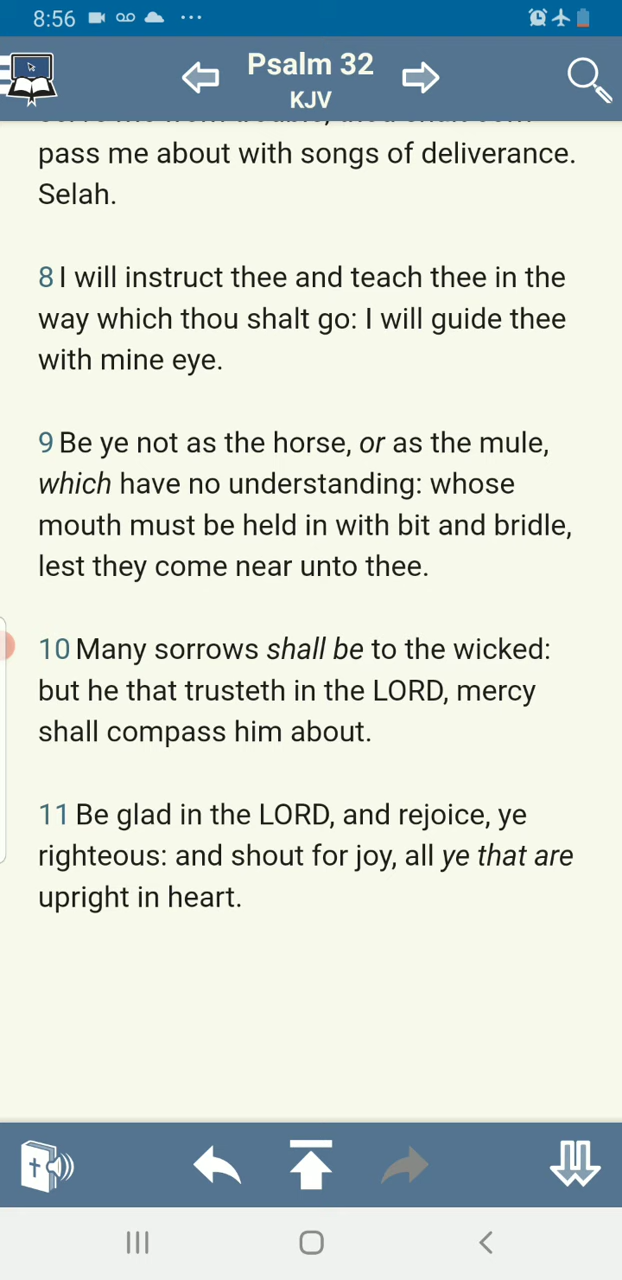 8:56
Psalm 32
KJV
pass me about with songs of deliverance.
Selah.
8 I will instruct thee and teach thee in the
way which thou shalt go: I will guide thee
with mine eye.
9 Be ye not as the horse, or as the mule,
which have no understanding: whose
mouth must be held in with bit and bridle,
lest they come near unto thee.
10 Many sorrows shall be to the wicked:
but he that trusteth in the LORD, mercy
shall compass him about.
11 Be glad in the LORD, and rejoice, ye
righteous: and shout for joy, all ye that are
upright in heart.